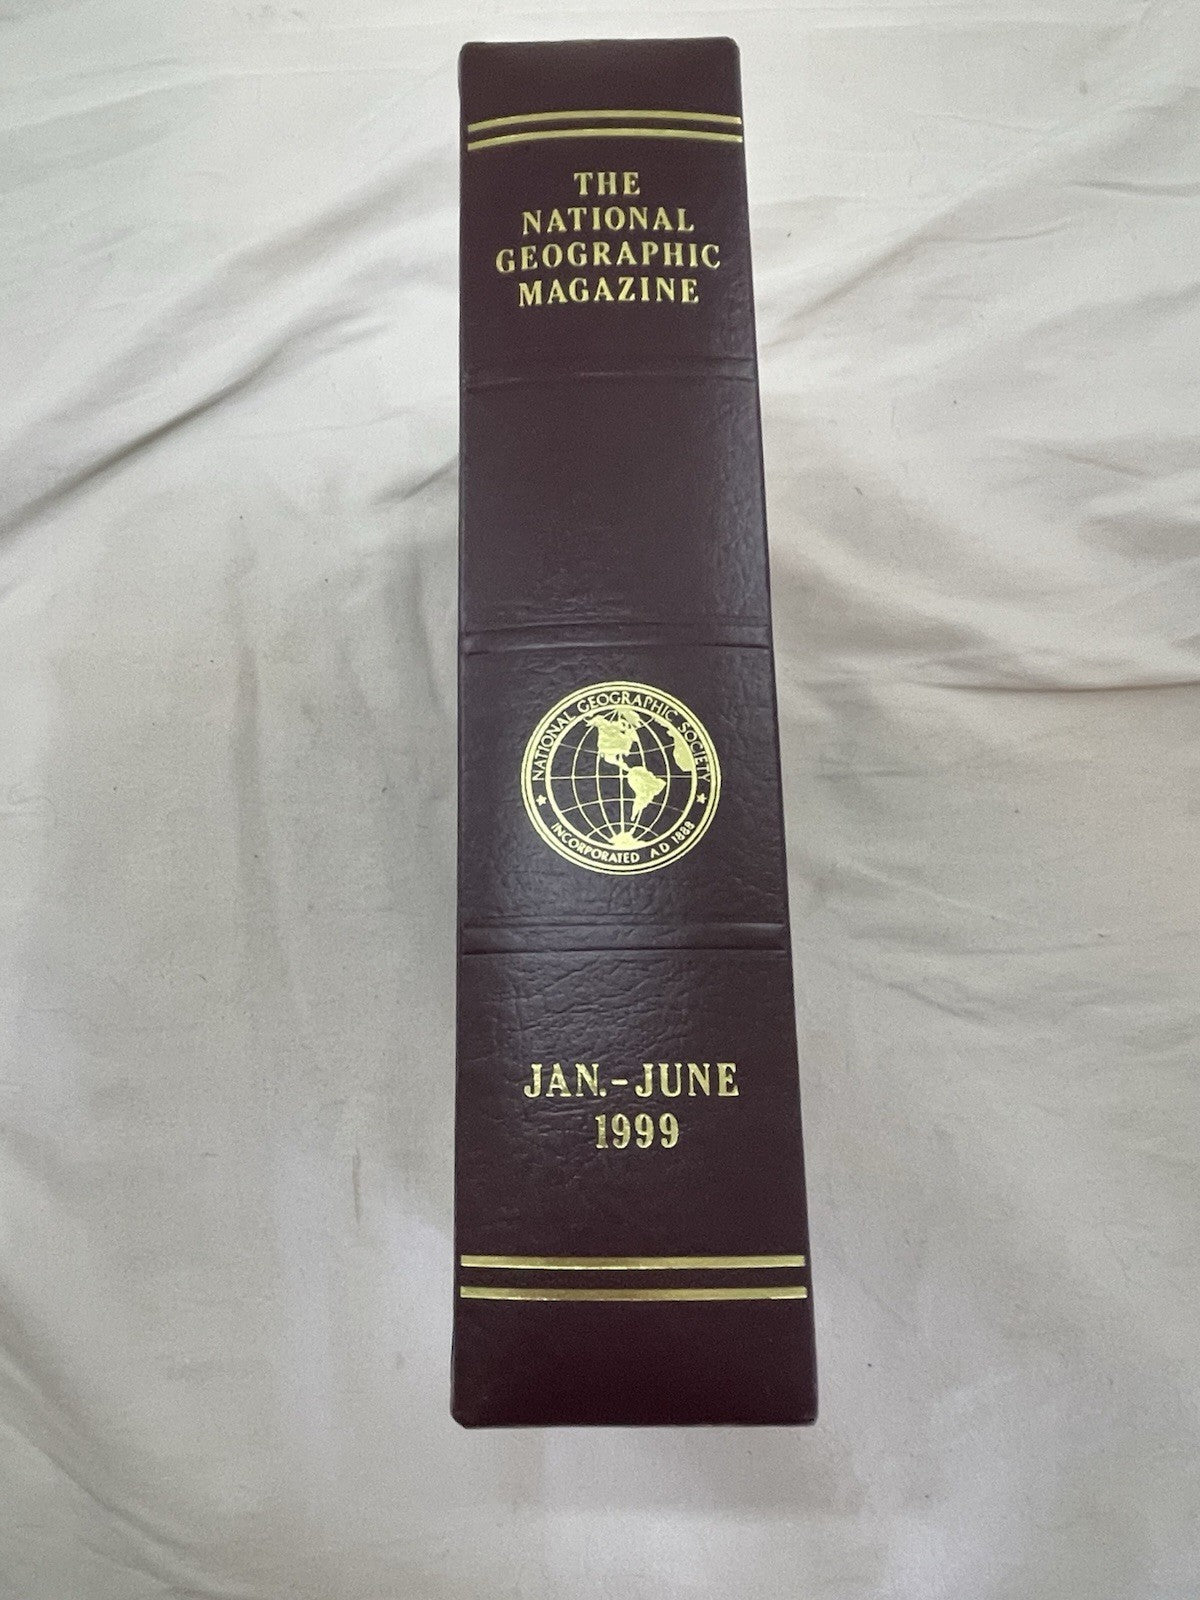 THE
NATIONAL
GEOGRAPHIC
MAGAZINE
NATIONAL GEOGRAPHIC SOCIETY
INCORPORATED A D 1888
JAN.-JUNE
1999